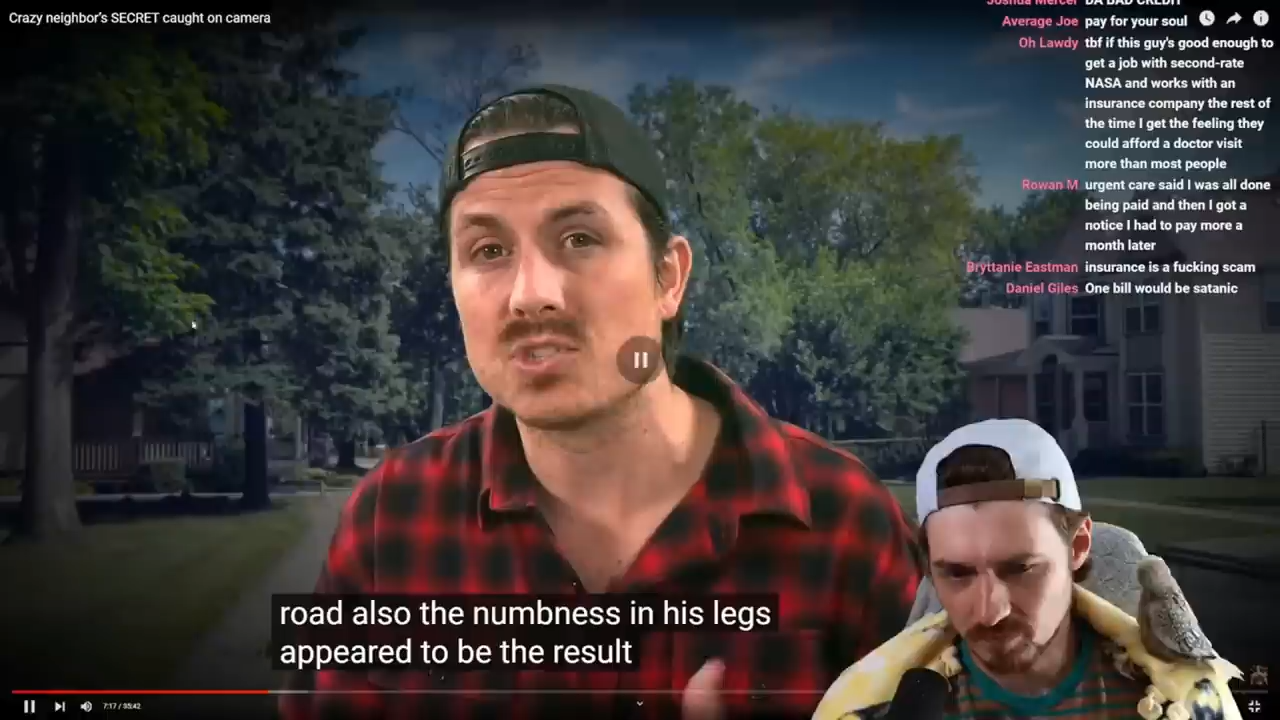 Crazy neighbor's SECRET caught on camera
Joshua Mercer DA BAD CREDIT
Average Joe pay for your soul
Oh Lawdy tbf if this guy's good enough to
get a job with second-rate
NASA and works with an
insurance company the rest of
the time I get the feeling they
could afford a doctor visit
more than most people
Rowan M urgent care said I was all done
being paid and then I got a
notice I had to pay more a
month later
Bryttanie Eastman insurance is a fucking scam
Daniel Giles One bill would be satanic
road also the numbness in his legs
appeared to be the result
7:17 / 55:42